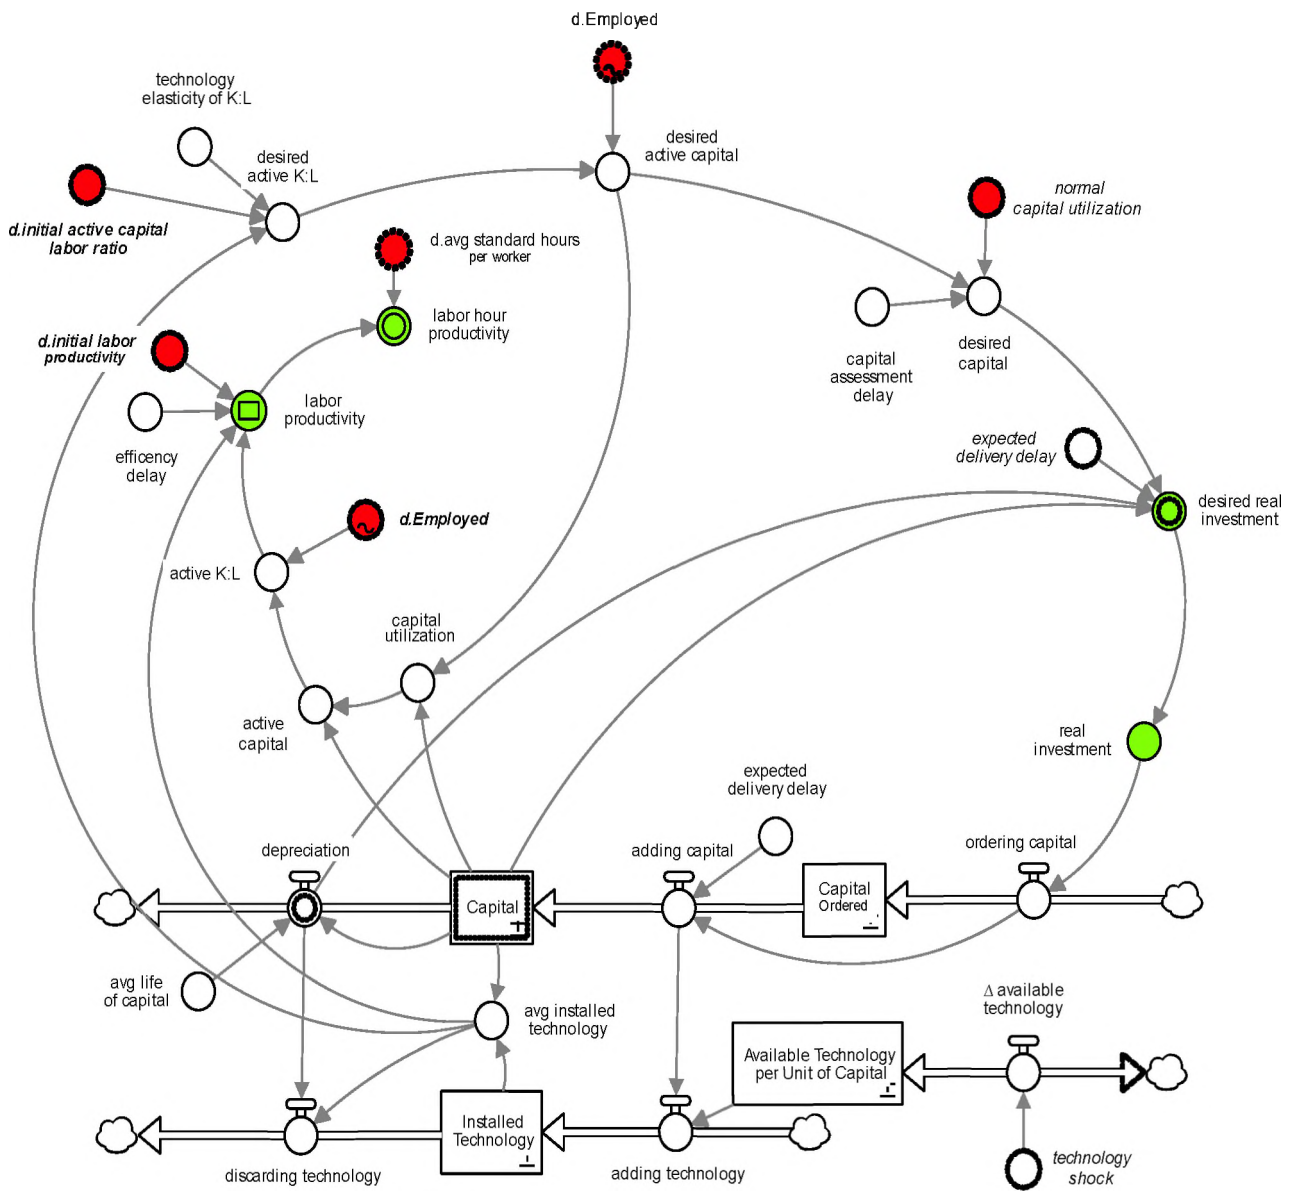 d.Employed
technology
elasticity of K:L
desired
active K:L
desired
active capital
d.initial active capital
labor ratio
normal
capital utilization
d.avg standard hours
per worker
labor hour
productivity
d.initial labor
productivity
desired
capital
capital
assessment
delay
labor
productivity
efficency
delay
expected
delivery delay
desired real
investment
d.Employed
active K:L
capital
utilization
active
capital
real
investment
expected
delivery delay
depreciation
adding capital
ordering capital
Capital
Capital
Ordered
avg life
of capital
avg installed
technology
Δ available
technology
Available Technology
per Unit of Capital
Installed
Technology
discarding technology
adding technology
technology
shock